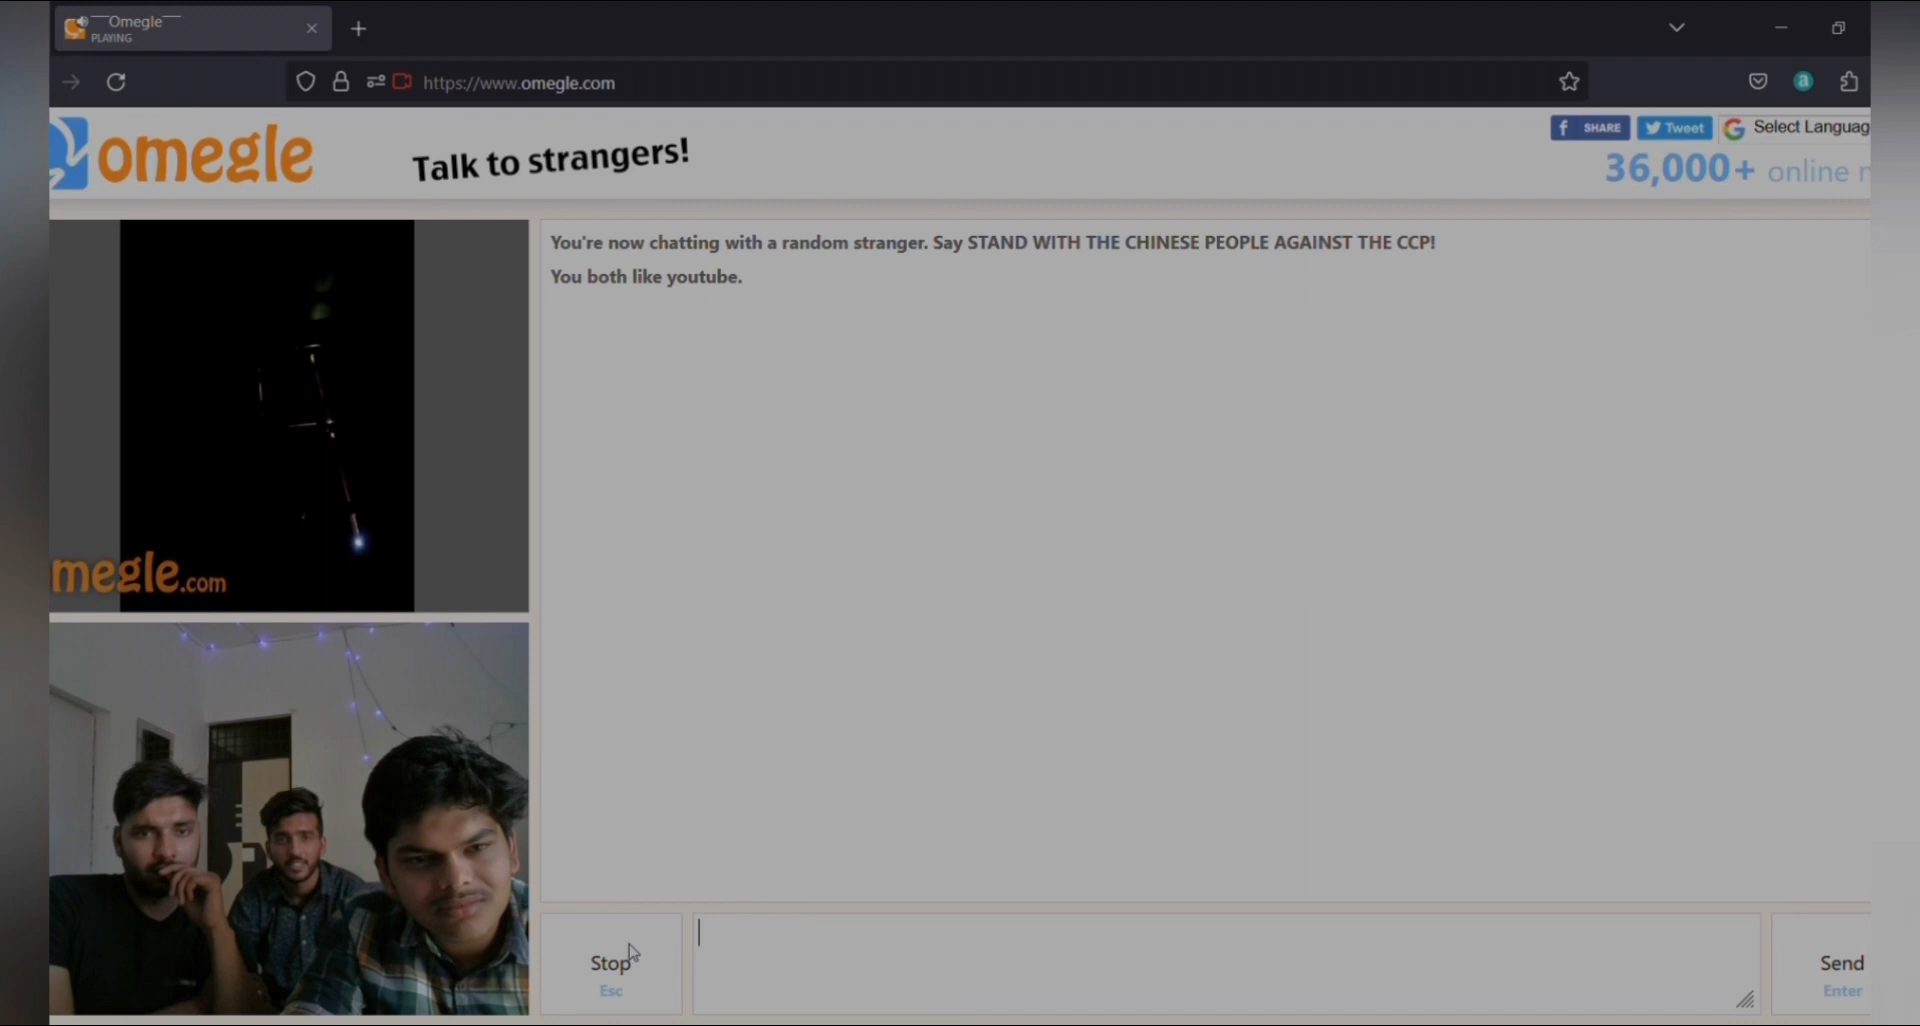 Omegle
PLAYING
https://www.omegle.com
omegle
Talk to strangers!
f SHARE
Tweet
Select Languag
36,000+ online
You're now chatting with a random stranger. Say STAND WITH THE CHINESE PEOPLE AGAINST THE CCP!
You both like youtube.
megle.com
Stop
Esc
Send
Enter